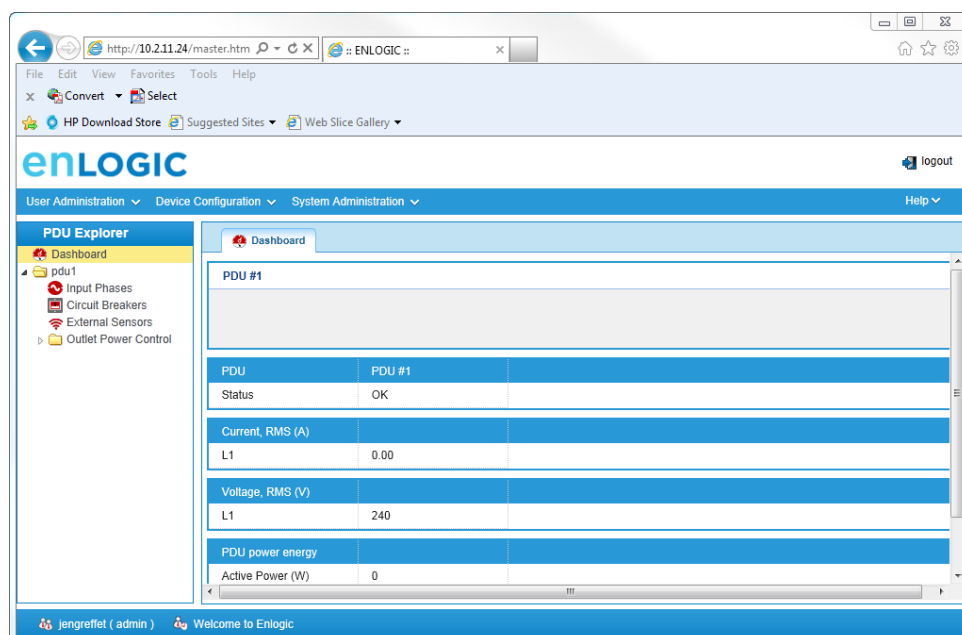 http://10.2.11.24/master.htm
:: ENLOGIC ::
File Edit View Favorites Tools Help
x Convert Select
HP Download Store Suggested Sites Web Slice Gallery
enLOGIC
logout
User Administration Device Configuration System Administration Help
PDU Explorer
Dashboard
pdu1
Input Phases
Circuit Breakers
External Sensors
Outlet Power Control
Dashboard
PDU #1
PDU PDU #1
Status OK
Current, RMS (A)
L1 0.00
Voltage, RMS (V)
L1 240
PDU power energy
Active Power (W) 0
jengreffet ( admin ) Welcome to Enlogic